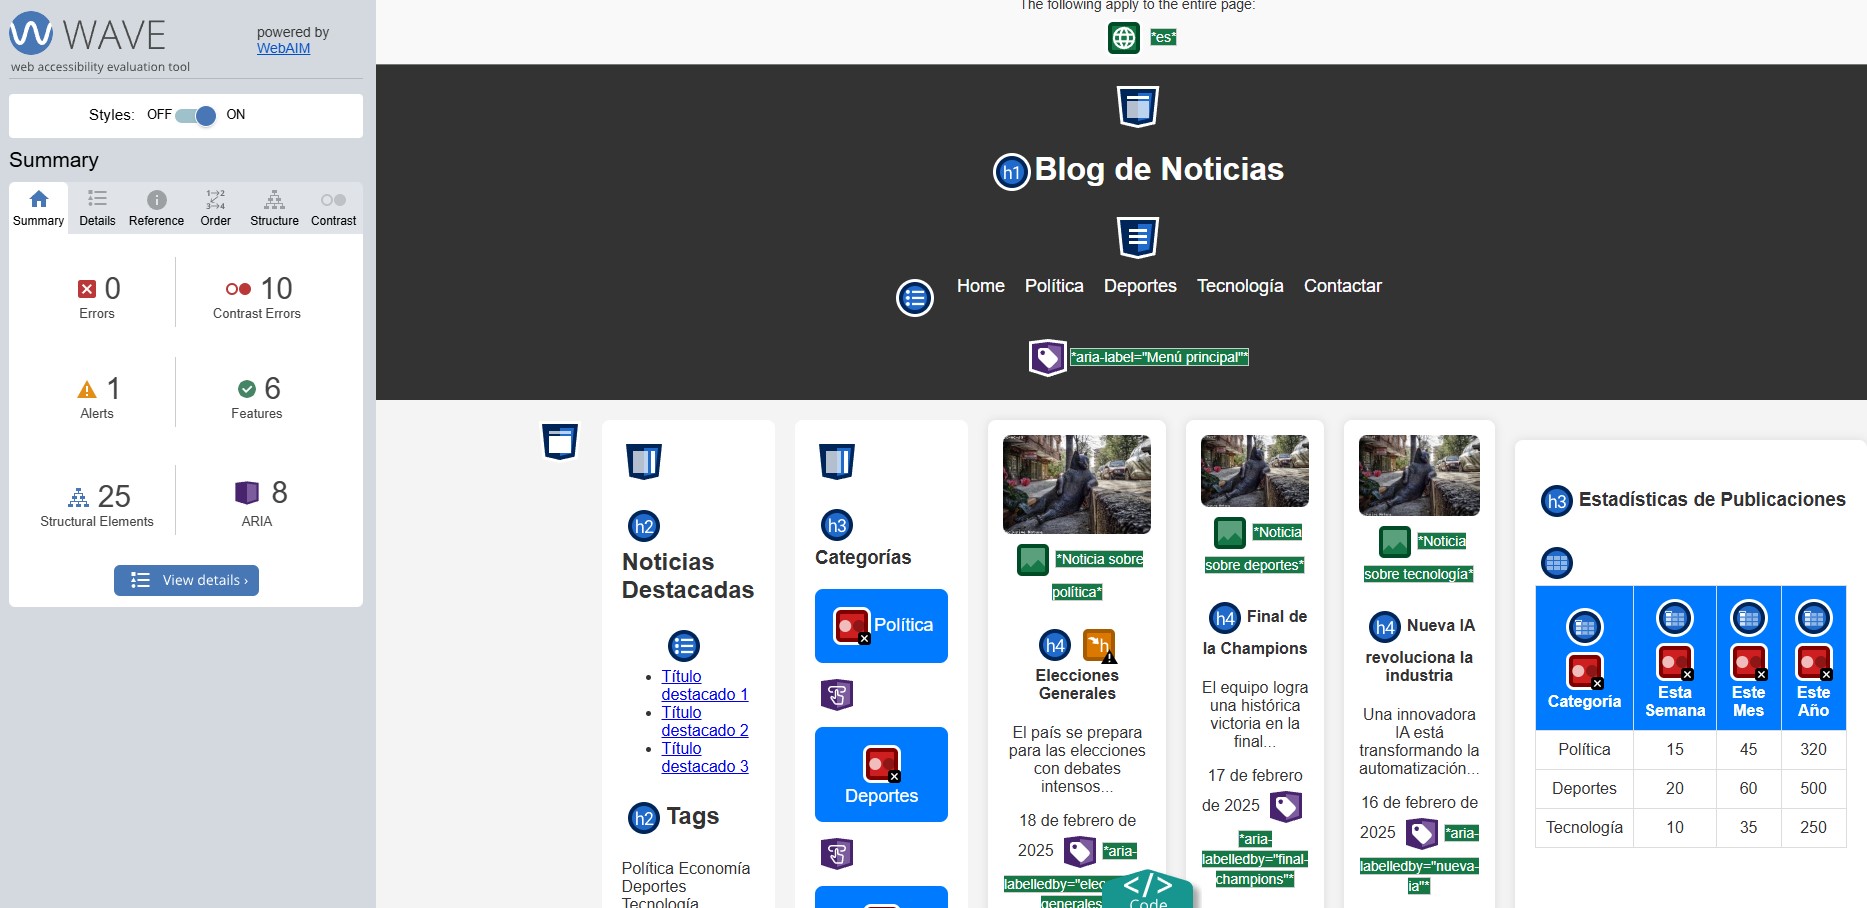 WAVE
powered by
WebAIM
web accessibility evaluation tool
Styles: OFF ON
Summary
Summary Details Reference Order Structure Contrast
0
Errors
10
Contrast Errors
1
Alerts
6
Features
25
Structural Elements
8
ARIA
View details ›
The following apply to the entire page:
*es*
h1 Blog de Noticias
Home Política Deportes Tecnología Contactar
*aria-label="Menú principal"*
h2
Noticias
Destacadas
Título
destacado 1
Título
destacado 2
Título
destacado 3
h2 Tags
Política Economía
Deportes
Tecnología
h3
Categorías
Política
Deportes
*Noticia sobre
política*
h4
Elecciones
Generales
El país se prepara
para las elecciones
con debates
intensos...
18 de febrero de
2025 *aria-
labelledby="elec
generales
*Noticia
sobre deportes*
h4 Final de
la Champions
El equipo logra
una histórica
victoria en la
final...
17 de febrero
de 2025
*aria-
labelledby="final-
champions"*
*Noticia
sobre tecnología*
h4 Nueva IA
revoluciona la
industria
Una innovadora
IA está
transformando la
automatización...
16 de febrero de
2025 *aria-
labelledby="nueva-
ia"*
h3 Estadísticas de Publicaciones
Categoría Esta Semana Este Mes Este Año
Política 15 45 320
Deportes 20 60 500
Tecnología 10 35 250
</> Code